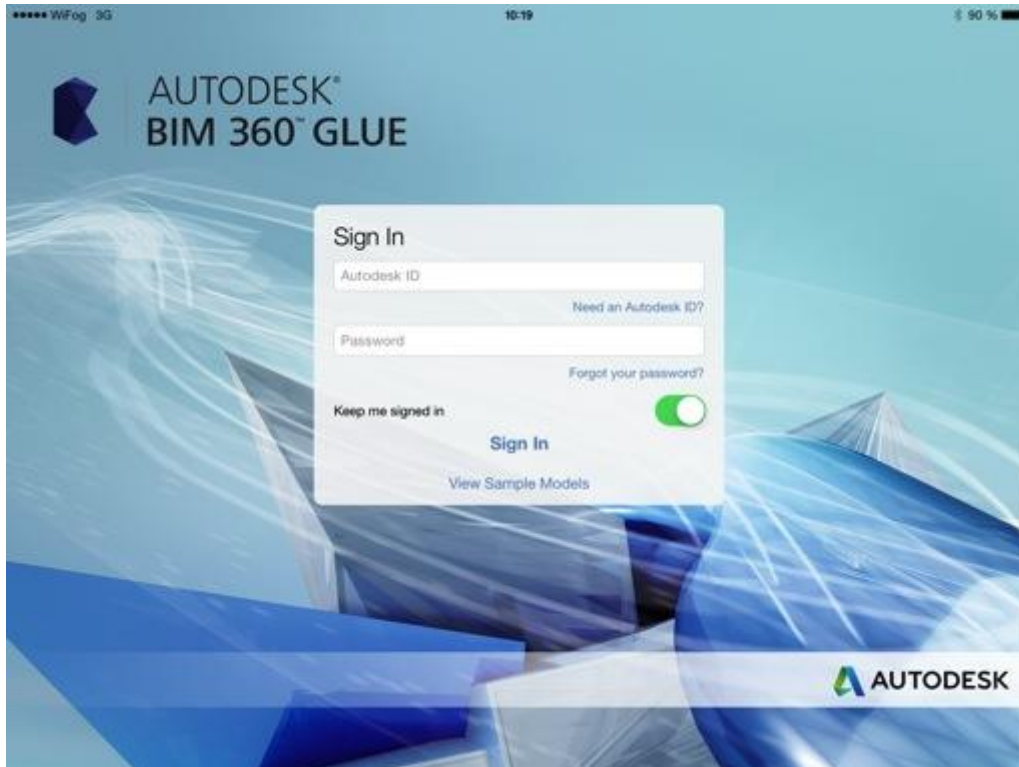 WiFog 3G 10:19 90 %
AUTODESK®
BIM 360™ GLUE
Sign In
Autodesk ID
Need an Autodesk ID?
Password
Forgot your password?
Keep me signed in
Sign In
View Sample Models
AUTODESK